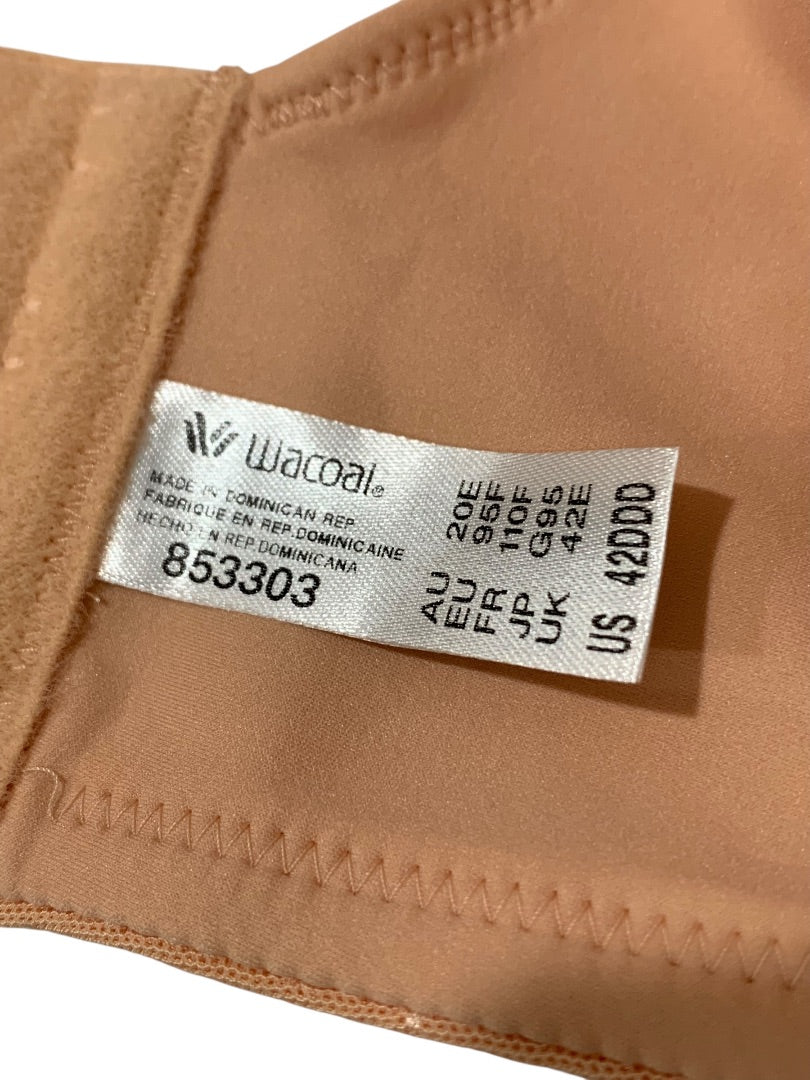 wacoal®
MADE IN DOMINICAN REP
FABRIQUE EN REP.DOMINICAINE
HECHO EN REP DOMINICANA
853303
AU 20E
EU 95F
FR 110F
JP G95
UK 42E
US 42DDD